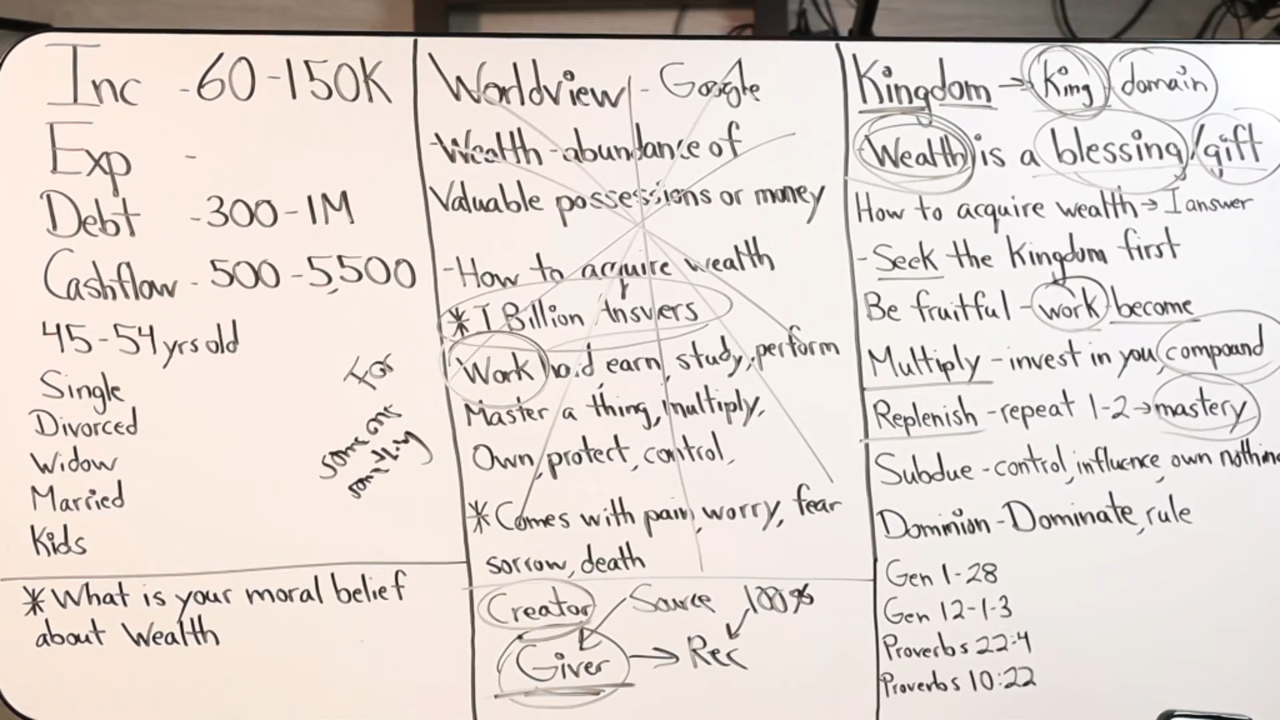 Inc - 60-150K
Exp -
Debt - 300-1M
Cashflow - 500-5,500
45-54 yrs old
Single
Divorced
Widow
Married
Kids
For
someone
* What is your moral belief
about Wealth
Worldview - Google
- Wealth - abundance of
Valuable possessions or money
- How to acquire wealth
* 1 Billion Answers
Work hard earn, study, perform
Master a thing, multiply,
Own, protect, control,
* Comes with pain, worry, fear
sorrow, death
Creator Source 100%
Giver → Rec
Kingdom → King domain
Wealth is a blessing/gift
How to acquire wealth → 1 answer
- Seek the Kingdom first
Be fruitful - work become
Multiply - invest in you, compound
Replenish - repeat 1-2 → mastery
Subdue - control, influence, own nothing
Dominion - Dominate, rule
Gen 1-28
Gen 12-1-3
Proverbs 22:4
Proverbs 10:22